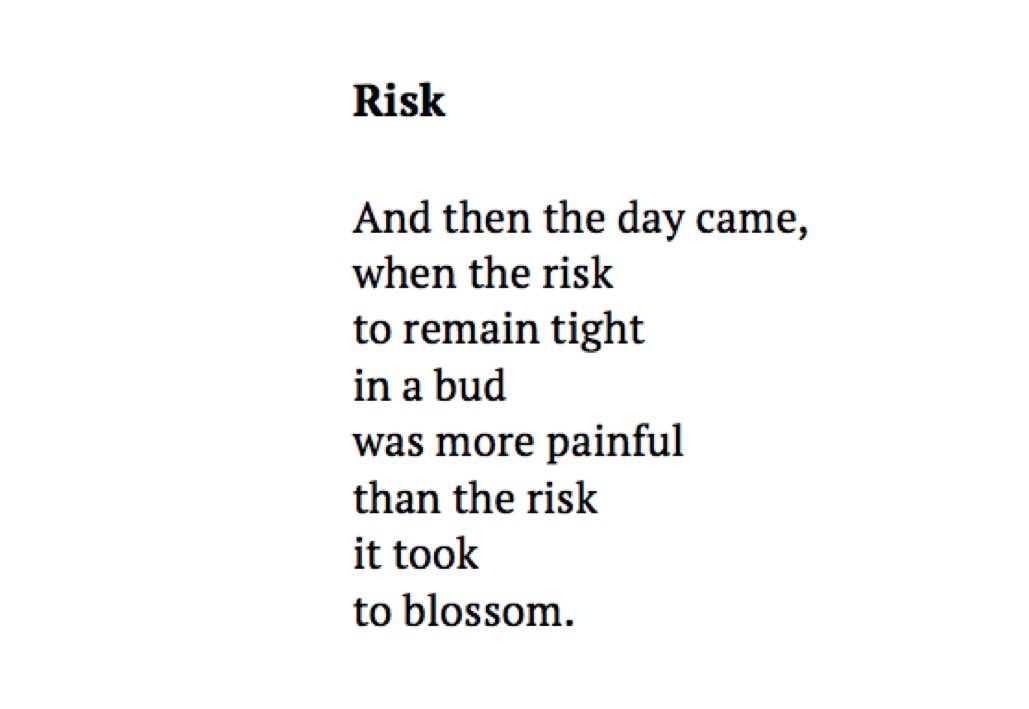 Risk
And then the day came,
when the risk
to remain tight
in a bud
was more painful
than the risk
it took
to blossom.